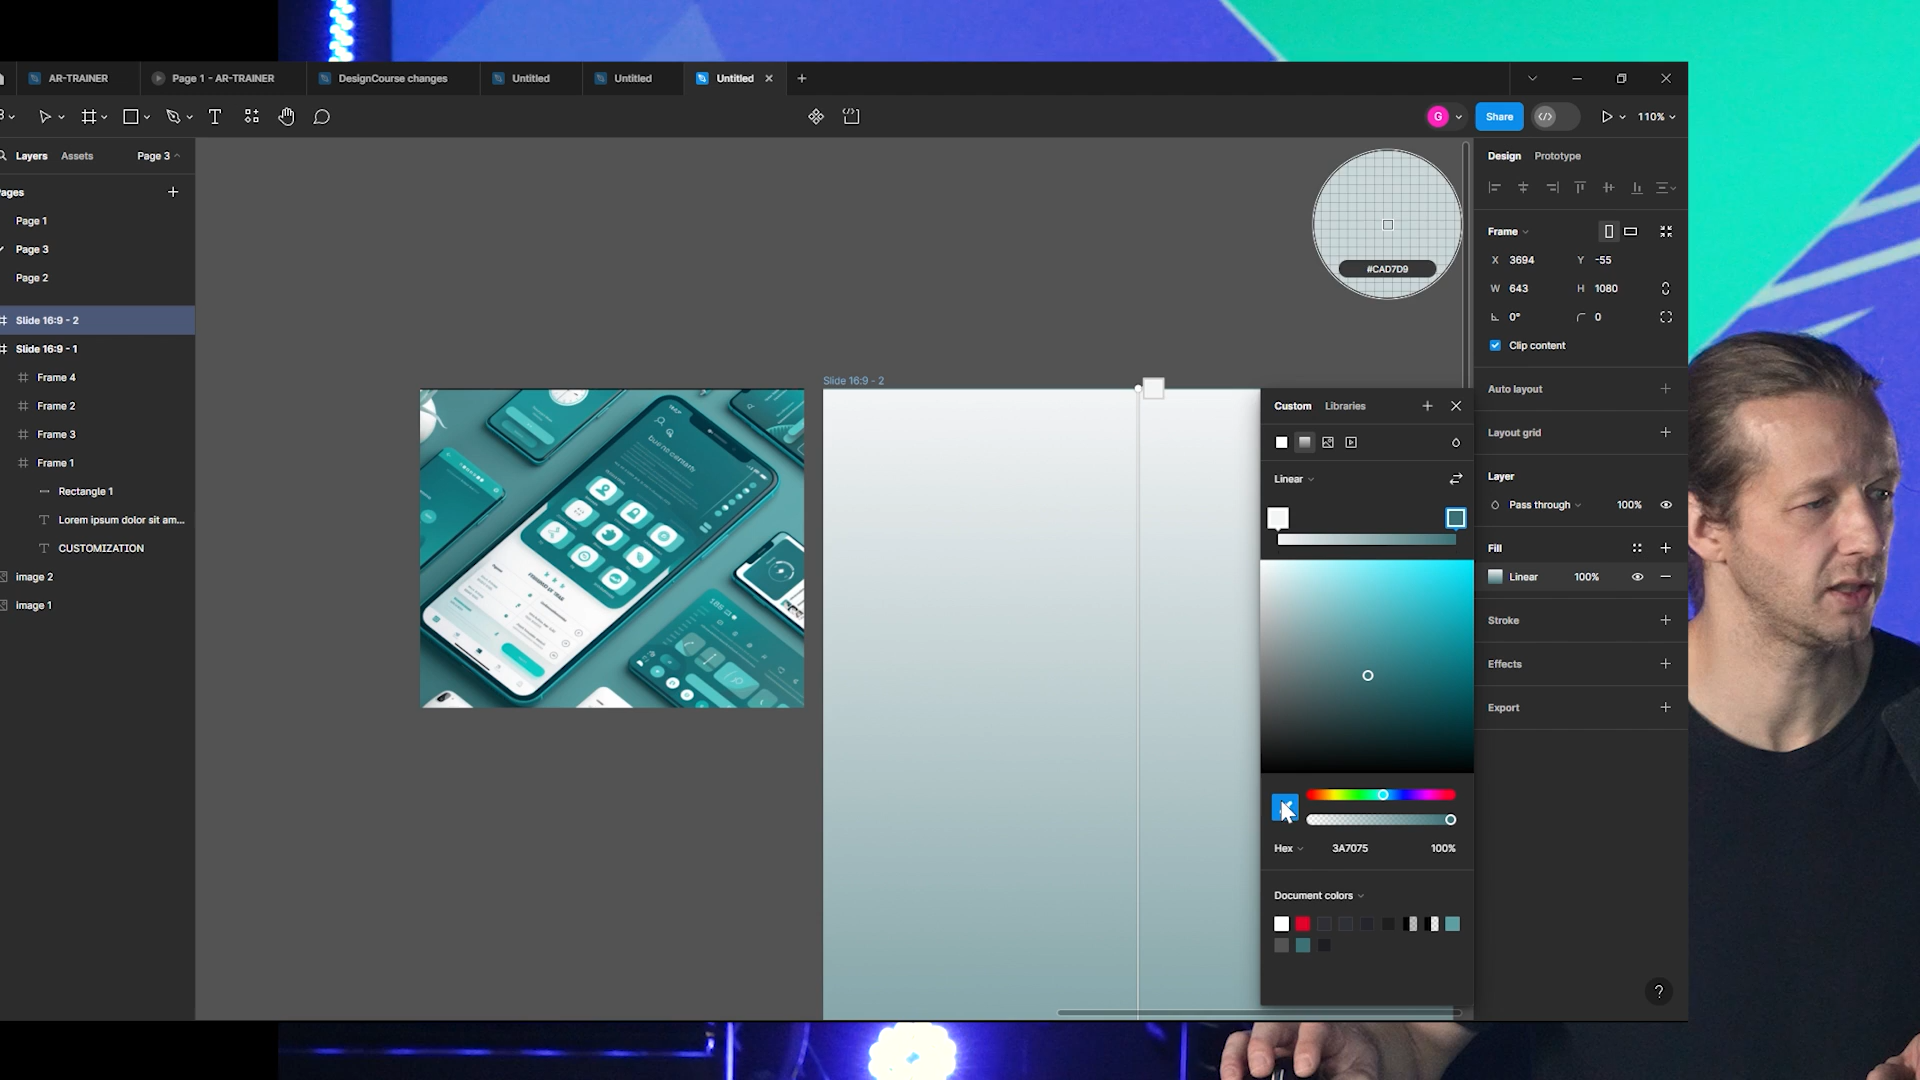 AR-TRAINER
Page 1 - AR-TRAINER
DesignCourse changes
Untitled
Untitled
Untitled
G
Share
110%
Layers
Assets
Page 3
ages
Page 1
Page 3
Page 2
Slide 16:9 - 2
Slide 16:9 - 1
Frame 4
Frame 2
Frame 3
Frame 1
Rectangle 1
Lorem ipsum dolor sit am...
CUSTOMIZATION
image 2
image 1
#CAD7D9
Slide 16:9 - 2
Custom
Libraries
Linear
Hex
3A7075
100%
Document colors
Design
Prototype
Frame
X 3694
Y -55
W 643
H 1080
0°
0
Clip content
Auto layout
Layout grid
Layer
Pass through
100%
Fill
Linear
100%
Stroke
Effects
Export
?